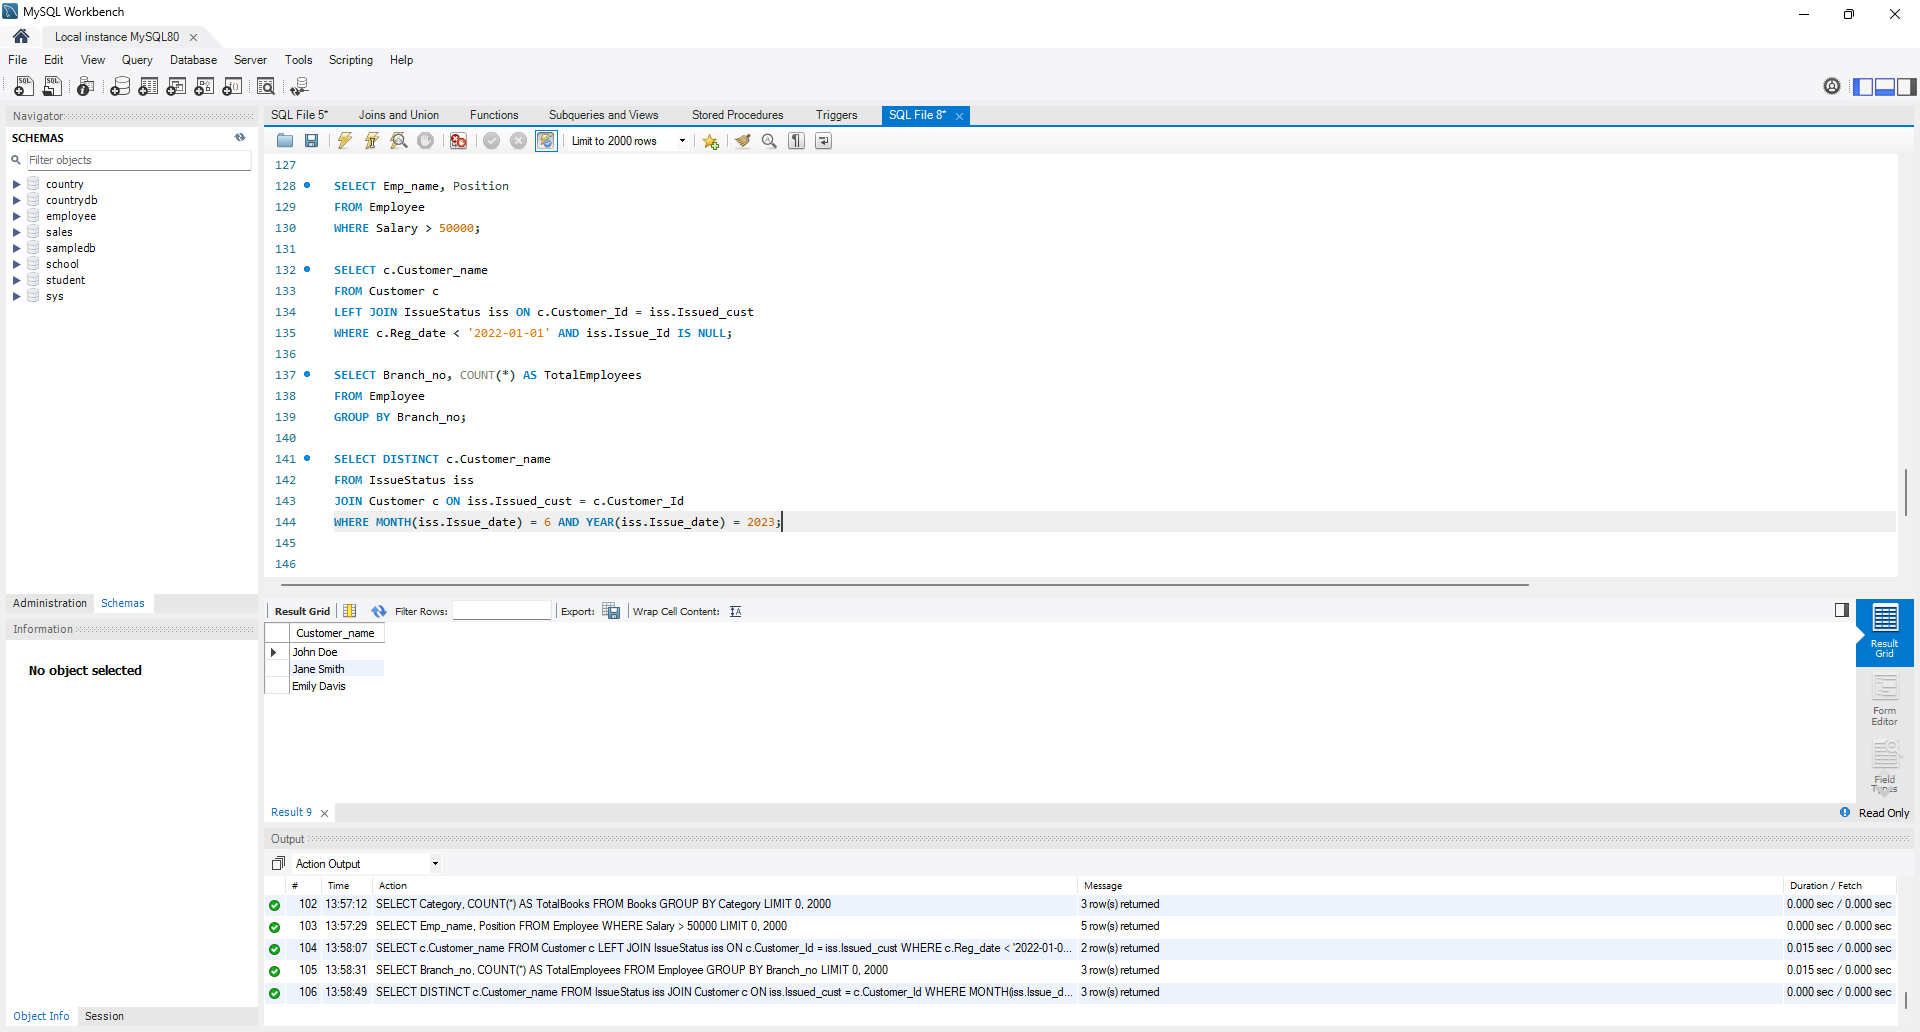 MySQL Workbench
Local instance MySQL80
File Edit View Query Database Server Tools Scripting Help
Navigator
SCHEMAS
Filter objects
country
countrydb
employee
sales
sampledb
school
student
sys
Administration Schemas
Information
No object selected
Object Info Session
SQL File 5* Joins and Union Functions Subqueries and Views Stored Procedures Triggers SQL File 8*
Limit to 2000 rows
127
128 SELECT Emp_name, Position
129 FROM Employee
130 WHERE Salary > 50000;
131
132 SELECT c.Customer_name
133 FROM Customer c
134 LEFT JOIN IssueStatus iss ON c.Customer_Id = iss.Issued_cust
135 WHERE c.Reg_date < '2022-01-01' AND iss.Issue_Id IS NULL;
136
137 SELECT Branch_no, COUNT(*) AS TotalEmployees
138 FROM Employee
139 GROUP BY Branch_no;
140
141 SELECT DISTINCT c.Customer_name
142 FROM IssueStatus iss
143 JOIN Customer c ON iss.Issued_cust = c.Customer_Id
144 WHERE MONTH(iss.Issue_date) = 6 AND YEAR(iss.Issue_date) = 2023;
145
146
Result Grid Filter Rows: Export: Wrap Cell Content:
Customer_name
John Doe
Jane Smith
Emily Davis
Result
Grid
Form
Editor
Field
Types
Result 9
Read Only
Output
Action Output
# Time Action Message Duration / Fetch
102 13:57:12 SELECT Category, COUNT(*) AS TotalBooks FROM Books GROUP BY Category LIMIT 0, 2000 3 row(s) returned 0.000 sec / 0.000 sec
103 13:57:29 SELECT Emp_name, Position FROM Employee WHERE Salary > 50000 LIMIT 0, 2000 5 row(s) returned 0.000 sec / 0.000 sec
104 13:58:07 SELECT c.Customer_name FROM Customer c LEFT JOIN IssueStatus iss ON c.Customer_Id = iss.Issued_cust WHERE c.Reg_date < '2022-01-0... 2 row(s) returned 0.015 sec / 0.000 sec
105 13:58:31 SELECT Branch_no, COUNT(*) AS TotalEmployees FROM Employee GROUP BY Branch_no LIMIT 0, 2000 3 row(s) returned 0.015 sec / 0.000 sec
106 13:58:49 SELECT DISTINCT c.Customer_name FROM IssueStatus iss JOIN Customer c ON iss.Issued_cust = c.Customer_Id WHERE MONTH(iss.Issue_d... 3 row(s) returned 0.000 sec / 0.000 sec